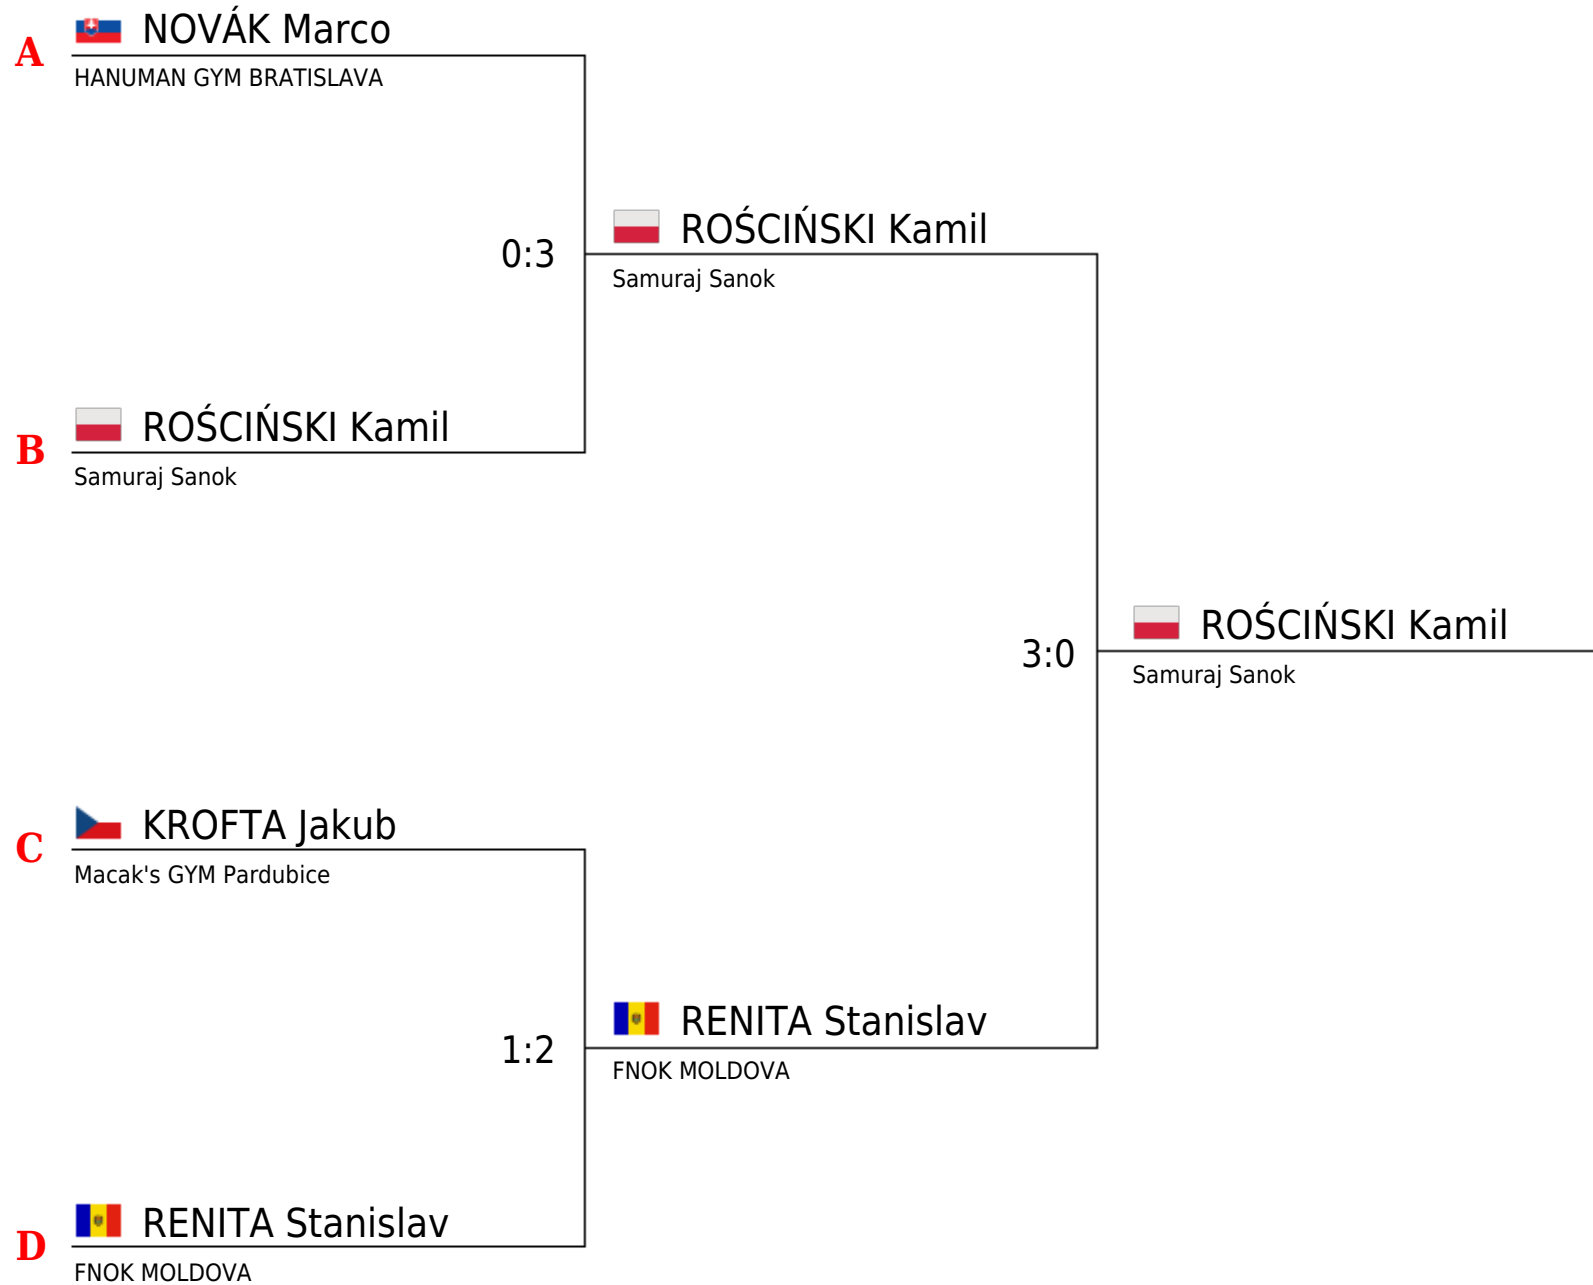 A
NOVÁK Marco
HANUMAN GYM BRATISLAVA
ROŚCIŃSKI Kamil
0:3
Samuraj Sanok
B
ROŚCIŃSKI Kamil
Samuraj Sanok
ROŚCIŃSKI Kamil
3:0
Samuraj Sanok
C
KROFTA Jakub
Macak's GYM Pardubice
RENITA Stanislav
1:2
FNOK MOLDOVA
D
RENITA Stanislav
FNOK MOLDOVA